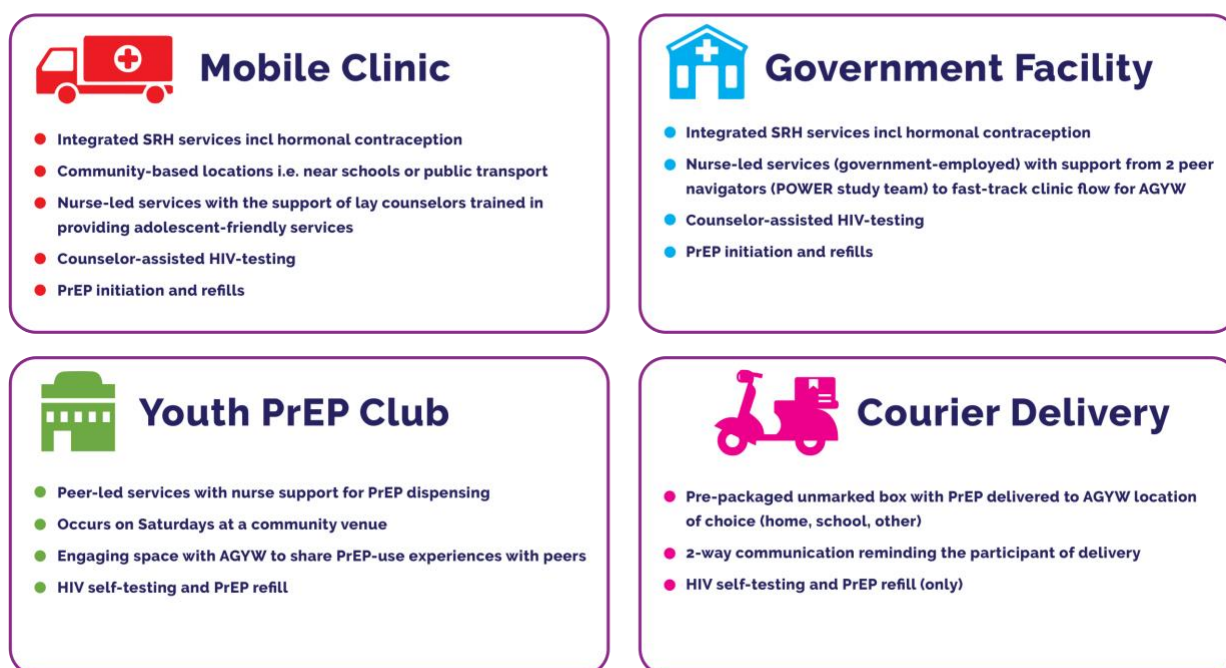 Mobile Clinic
Integrated SRH services incl hormonal contraception
Community-based locations i.e. near schools or public transport
Nurse-led services with the support of lay counselors trained in
providing adolescent-friendly services
Counselor-assisted HIV-testing
PrEP initiation and refills
Government Facility
Integrated SRH services incl hormonal contraception
Nurse-led services (government-employed) with support from 2 peer
navigators (POWER study team) to fast-track clinic flow for AGYW
Counselor-assisted HIV-testing
PrEP initiation and refills
Youth PrEP Club
Peer-led services with nurse support for PrEP dispensing
Occurs on Saturdays at a community venue
Engaging space with AGYW to share PrEP-use experiences with peers
HIV self-testing and PrEP refill
Courier Delivery
Pre-packaged unmarked box with PrEP delivered to AGYW location
of choice (home, school, other)
2-way communication reminding the participant of delivery
HIV self-testing and PrEP refill (only)